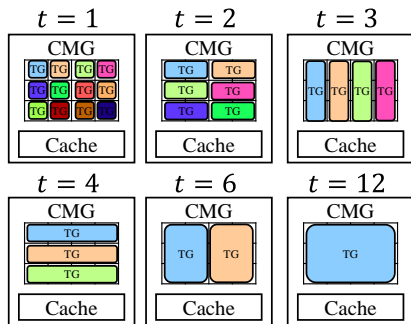 t = 1
t = 2
t = 3
CMG
CMG
CMG
TG TG TG TG
TG TG TG TG
TG TG TG TG
TG TG
TG TG
TG TG
TG TG TG TG
Cache
Cache
Cache
t = 4
t = 6
t = 12
CMG
CMG
CMG
TG
TG
TG
TG TG
TG
Cache
Cache
Cache